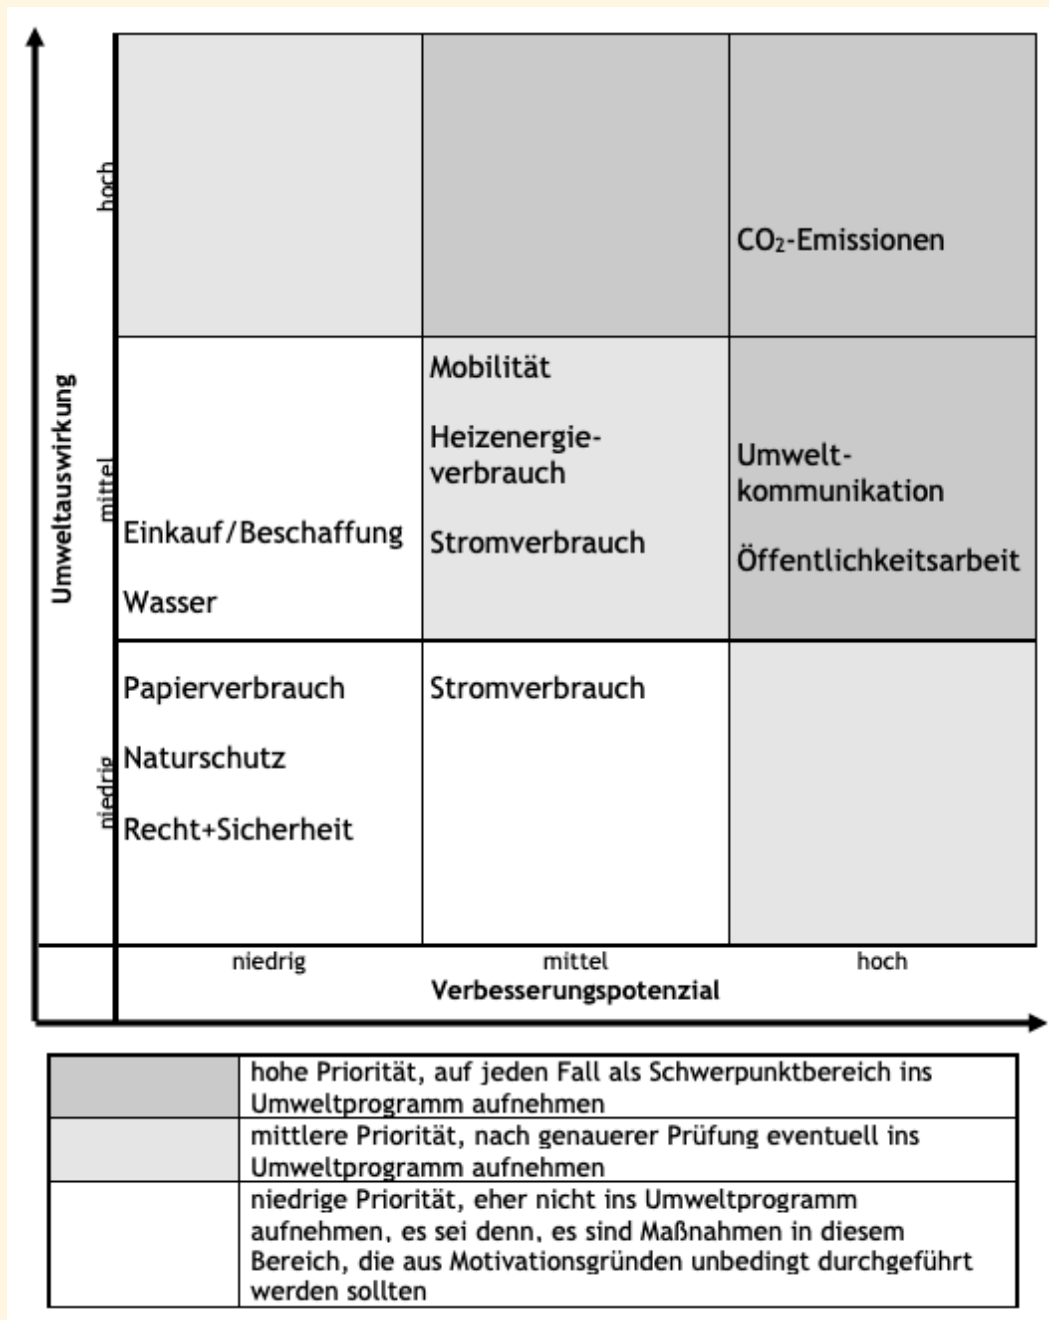 hoch
CO₂-Emissionen
Umweltauswirkung
mittel
Einkauf/Beschaffung
Wasser
Mobilität
Heizenergie-
verbrauch
Stromverbrauch
Umwelt-
kommunikation
Öffentlichkeitsarbeit
niedrig
Papierverbrauch
Naturschutz
Recht+Sicherheit
Stromverbrauch
niedrig
mittel
hoch
Verbesserungspotenzial
hohe Priorität, auf jeden Fall als Schwerpunktbereich ins
Umweltprogramm aufnehmen
mittlere Priorität, nach genauerer Prüfung eventuell ins
Umweltprogramm aufnehmen
niedrige Priorität, eher nicht ins Umweltprogramm
aufnehmen, es sei denn, es sind Maßnahmen in diesem
Bereich, die aus Motivationsgründen unbedingt durchgeführt
werden sollten